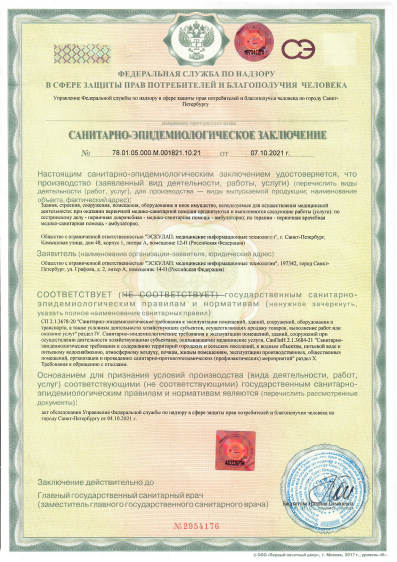 СЭ
ФЕДЕРАЛЬНАЯ СЛУЖБА ПО НАДЗОРУ
В СФЕРЕ ЗАЩИТЫ ПРАВ ПОТРЕБИТЕЛЕЙ И БЛАГОПОЛУЧИЯ ЧЕЛОВЕКА
Управление Федеральной службы по надзору в сфере защиты прав потребителей и благополучия человека по городу Санкт-
Петербургу
САНИТАРНО-ЭПИДЕМИОЛОГИЧЕСКОЕ ЗАКЛЮЧЕНИЕ
№ 78.01.05.000.М.001821.10.21 от 07.10.2021 г.
Настоящим санитарно-эпидемиологическим заключением удостоверяется, что
производство (заявленный вид деятельности, работы, услуги) (перечислить виды
деятельности (работ, услуг), для производства — виды выпускаемой продукции; наименование
объекта, фактический адрес):
Здания, строения, сооружения, помещения, оборудование и иное имущество, используемые для осуществления медицинской
деятельности: при оказании первичной медико-санитарной помощи организуются и выполняются следующие работы (услуги): по
сестринскому делу - первичная доврачебная - медико-санитарная помощь - амбулаторно; по терапии - первичная врачебная
медико-санитарная помощь - амбулаторно.
Общество с ограниченной ответственностью "ЭСКУЛАП: медицинские информационные технологии", г. Санкт-Петербург,
корпус 1, литера А, помещение 12-Н (Российская Федерация)
Заявитель (наименование организации-заявителя, юридический адрес)
Общество с ограниченной ответственностью "ЭСКУЛАП: медицинские информационные технологии", 197342, город Санкт-
Петербург, ул. Графова, д. 2, литер А, помещение 14-Н (Российская Федерация)
СООТВЕТСТВУЕТ (НЕ СООТВЕТСТВУЕТ) государственным санитарно-
эпидемиологическим правилам и нормативам (ненужное зачеркнуть,
указать полное наименование санитарных правил)
СП 2.1.3678-20 "Санитарно-эпидемиологические требования к эксплуатации помещений, зданий, сооружений, оборудования и
транспорта, а также условиям деятельности хозяйствующих субъектов, осуществляющих продажу товаров, выполнение работ или
оказание услуг" раздел IV. Санитарно-эпидемиологические требования к эксплуатации помещений, зданий, сооружений при
осуществлении деятельности хозяйствующими субъектами, оказывающими медицинские услуги, СанПиН 2.1.3684-21 "Санитарно-
эпидемиологические требования к содержанию территорий городских и сельских поселений, к водным объектам, питьевой воде и
питьевому водоснабжению, атмосферному воздуху, почвам, жилым помещениям, эксплуатации производственных, общественных
помещений, организации и проведению санитарно-противоэпидемических (профилактических) мероприятий" раздел X.
Требования к обращению с отходами.
Основанием для признания условий производства (вида деятельности, работ,
услуг) соответствующими (не соответствующими) государственным санитарно-
эпидемиологическим правилам и нормативам являются (перечислить рассмотренные
документы):
акт обследования Управление Федеральной службы по надзору в сфере защиты прав потребителей и благополучия человека по
городу Санкт-Петербургу от 04.10.2021 г.
Заключение действительно до
Главный государственный санитарный врач
(заместитель главного государственного санитарного врача)
№2954176
© ООО «Первый печатный двор», г. Москва, 2017 г., уровень «В».